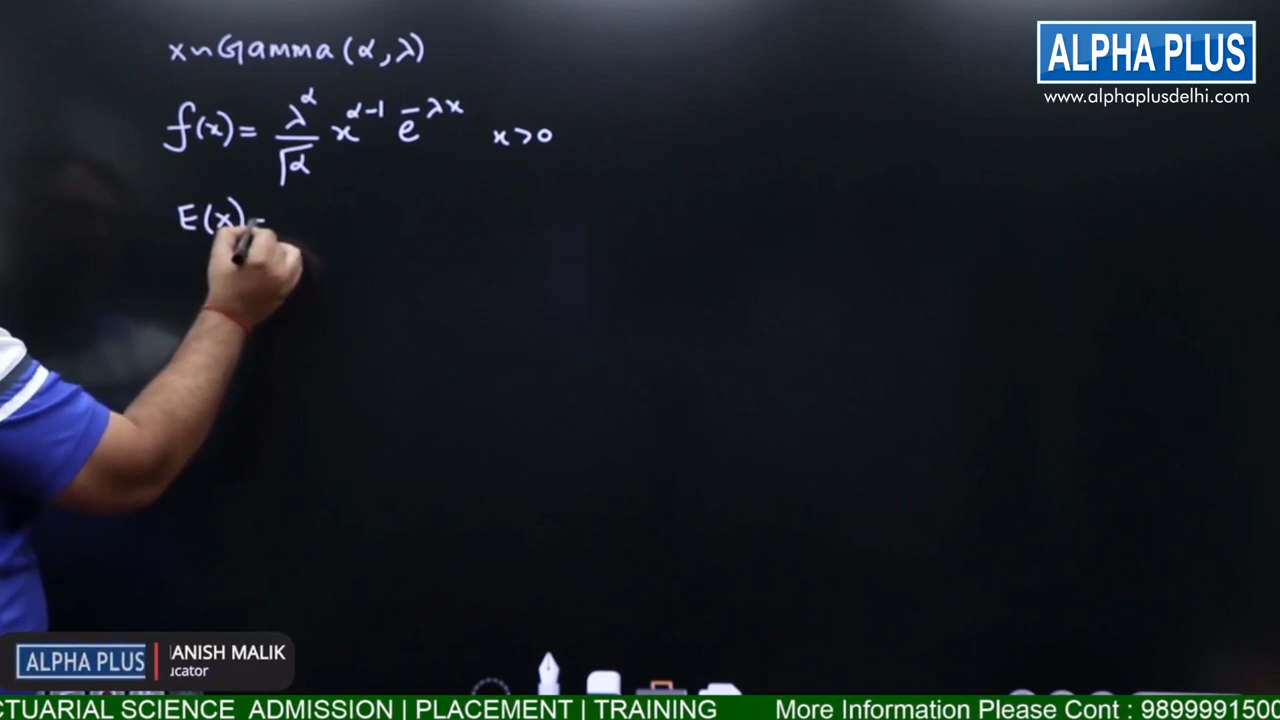 x~Gamma(α,λ)
f(x) = λ^α/Γα x^(α-1) e^(-λx) x>0
E(x) =
ALPHA PLUS
www.alphaplusdelhi.com
ALPHA PLUS
ANISH MALIK
ucator
CTUARIAL SCIENCE ADMISSION | PLACEMENT | TRAINING More Information Please Cont : 9899991500